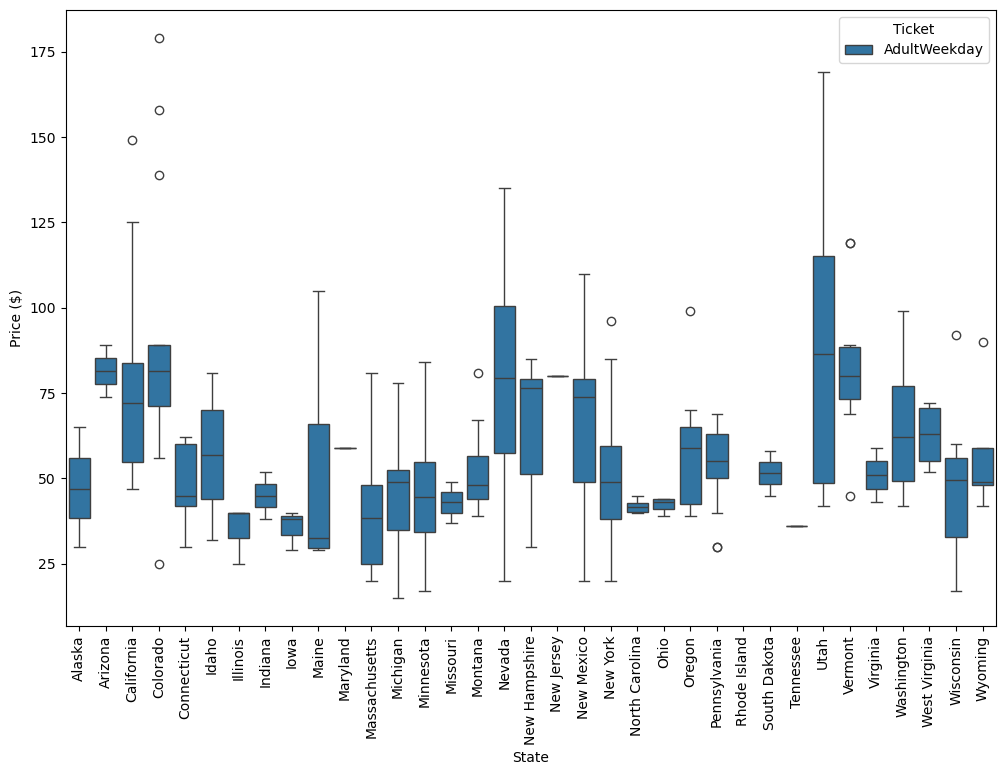 Ticket
AdultWeekday
Price ($)
175
150
125
100
75
50
25
Alaska
Arizona
California
Colorado
Connecticut
Idaho
Illinois
Indiana
Iowa
Maine
Maryland
Massachusetts
Michigan
Minnesota
Missouri
Montana
Nevada
New Hampshire
New Jersey
New Mexico
New York
North Carolina
Ohio
Oregon
Pennsylvania
Rhode Island
South Dakota
Tennessee
Utah
Vermont
Virginia
Washington
West Virginia
Wisconsin
Wyoming
State